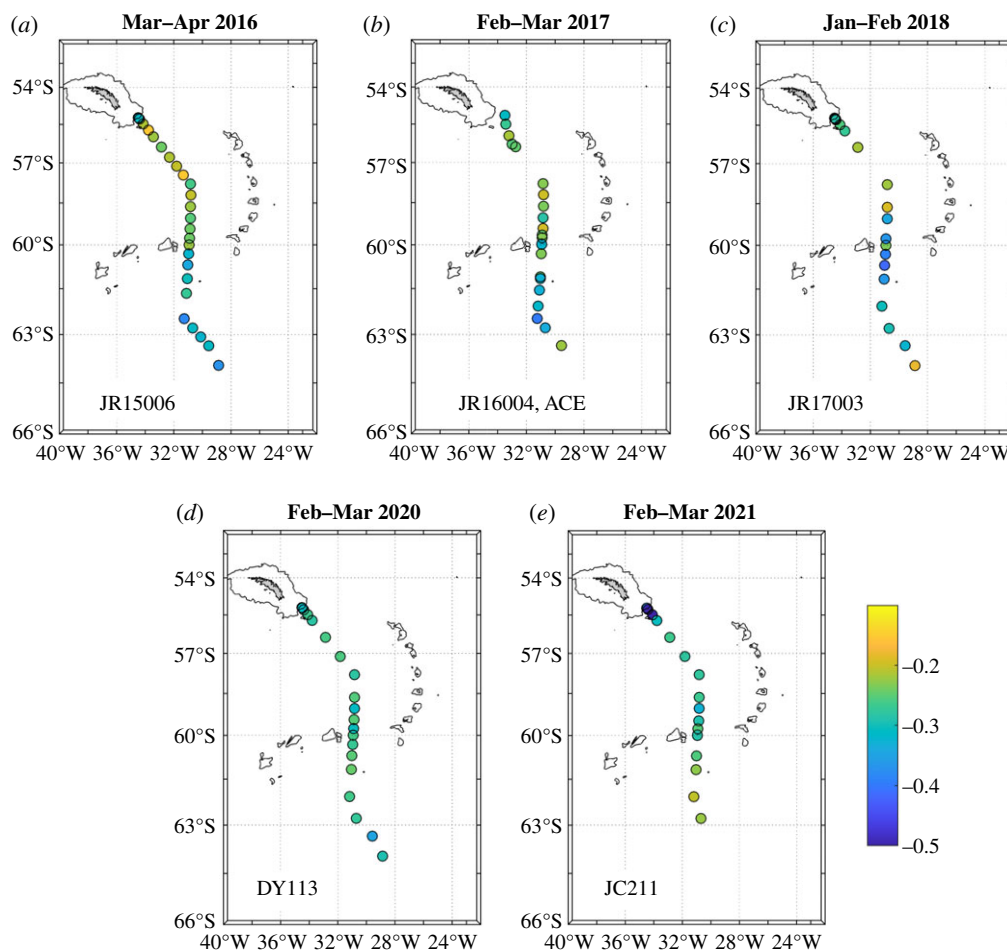 (a) Mar–Apr 2016
(b) Feb–Mar 2017
(c) Jan–Feb 2018
54°S
57°S
60°S
63°S
66°S
JR15006
40°W 36°W 32°W 28°W 24°W
54°S
57°S
60°S
63°S
66°S
JR16004, ACE
40°W 36°W 32°W 28°W 24°W
54°S
57°S
60°S
63°S
66°S
JR17003
40°W 36°W 32°W 28°W 24°W
(d) Feb–Mar 2020
(e) Feb–Mar 2021
54°S
57°S
60°S
63°S
66°S
DY113
40°W 36°W 32°W 28°W 24°W
54°S
57°S
60°S
63°S
66°S
JC211
40°W 36°W 32°W 28°W 24°W
–0.2
–0.3
–0.4
–0.5